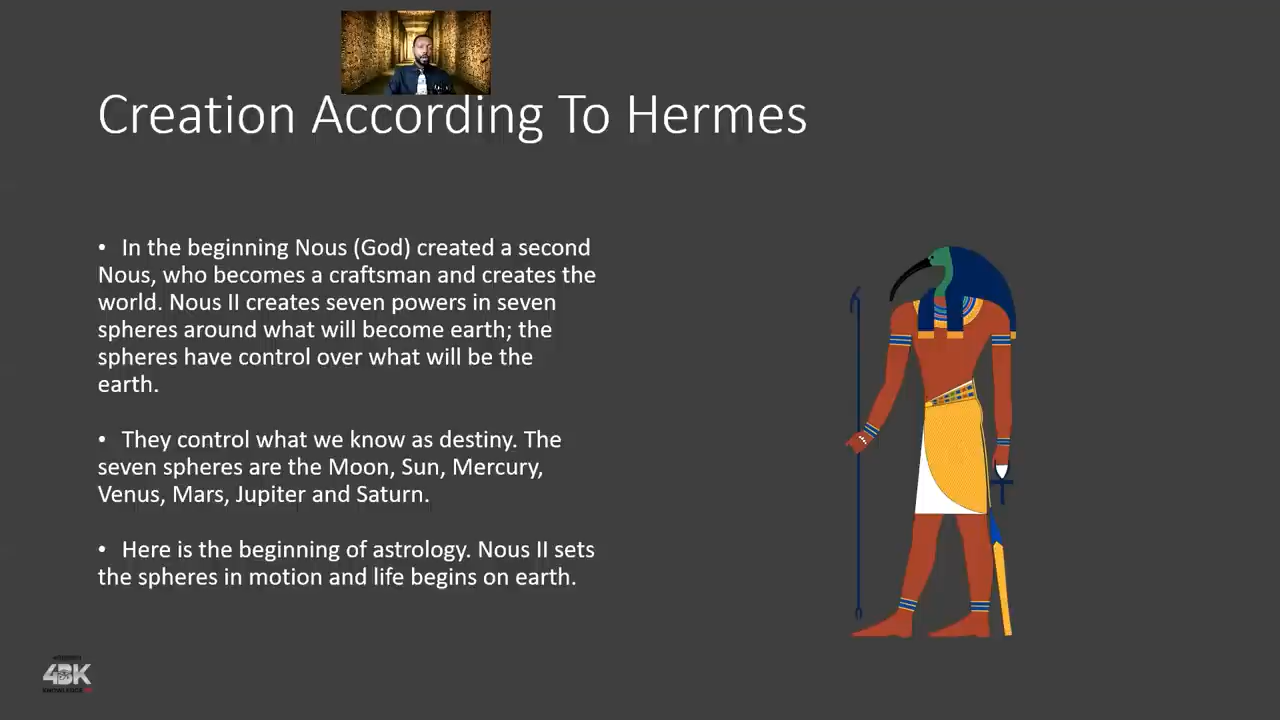 Creation According To Hermes
• In the beginning Nous (God) created a second
Nous, who becomes a craftsman and creates the
world. Nous II creates seven powers in seven
spheres around what will become earth; the
spheres have control over what will be the
earth.
• They control what we know as destiny. The
seven spheres are the Moon, Sun, Mercury,
Venus, Mars, Jupiter and Saturn.
• Here is the beginning of astrology. Nous II sets
the spheres in motion and life begins on earth.
4BK